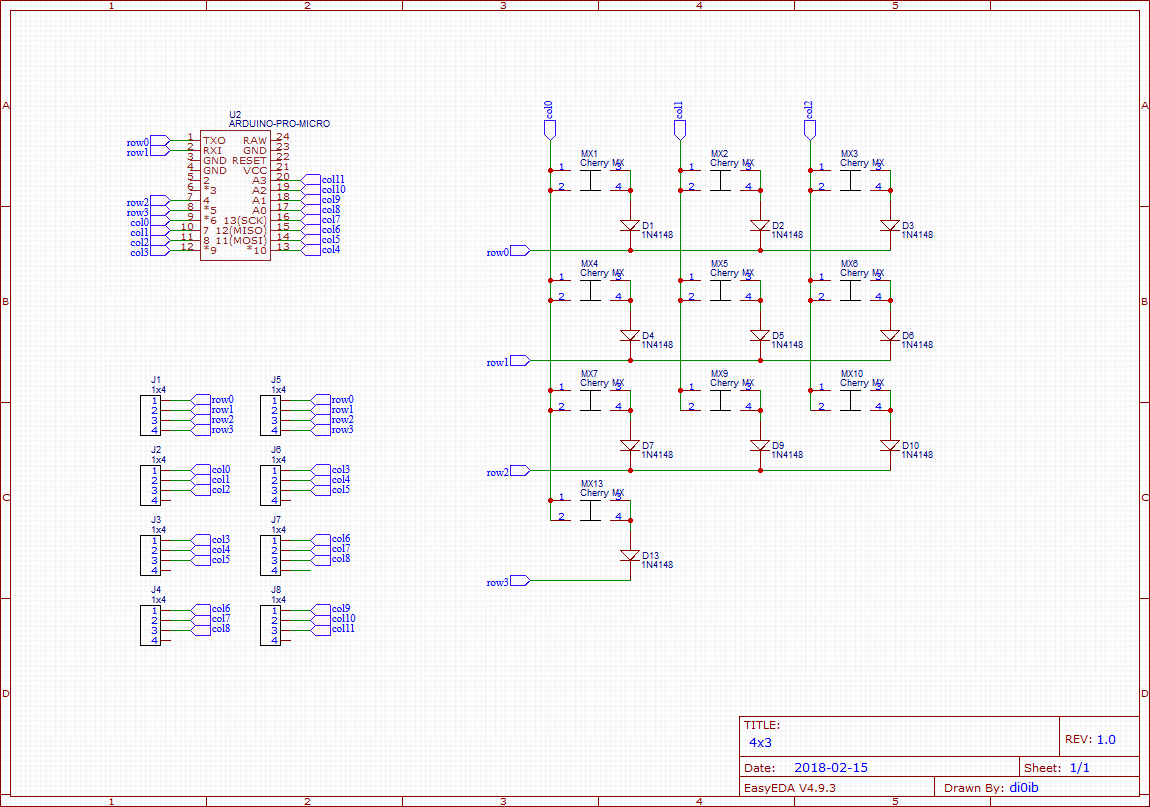 1 2 3 4 5
A A
B B
C C
D D
U2
ARDUINO-PRO-MICRO
row0 1 TXO RAW 24
row1 2 RXI GND 23
3 GND RESET 22
4 GND VCC 21
5 2 A3 20 col11
6 *3 A2 19 col10
row2 7 4 A1 18 col9
row3 8 *5 A0 17 col8
col0 9 *6 13(SCK) 16 col7
col1 10 7 12(MISO) 15 col6
col2 11 8 11(MOSI) 14 col5
col3 12 *9 *10 13 col4
col0 col1 col2
MX1 MX2 MX3
Cherry MX Cherry MX Cherry MX
1 3 1 3 1 3
2 4 2 4 2 4
D1 D2 D3
1N4148 1N4148 1N4148
row0
MX4 MX5 MX6
Cherry MX Cherry MX Cherry MX
1 3 1 3 1 3
2 4 2 4 2 4
D4 D5 D6
1N4148 1N4148 1N4148
row1
MX7 MX9 MX10
Cherry MX Cherry MX Cherry MX
1 3 1 3 1 3
2 4 2 4 2 4
D7 D9 D10
1N4148 1N4148 1N4148
row2
MX13
Cherry MX
1 3
2 4
D13
1N4148
row3
J1
1x4
1 row0
2 row1
3 row2
4 row3
J5
1x4
1 row0
2 row1
3 row2
4 row3
J2
1x4
1 col0
2 col1
3 col2
4
J6
1x4
1 col3
2 col4
3 col5
4
J3
1x4
1 col3
2 col4
3 col5
4
J7
1x4
1 col6
2 col7
3 col8
4
J4
1x4
1 col6
2 col7
3 col8
4
J8
1x4
1 col9
2 col10
3 col11
4
TITLE:
4x3
REV: 1.0
Date: 2018-02-15
Sheet: 1/1
EasyEDA V4.9.3
Drawn By: di0ib
1 2 3 4 5